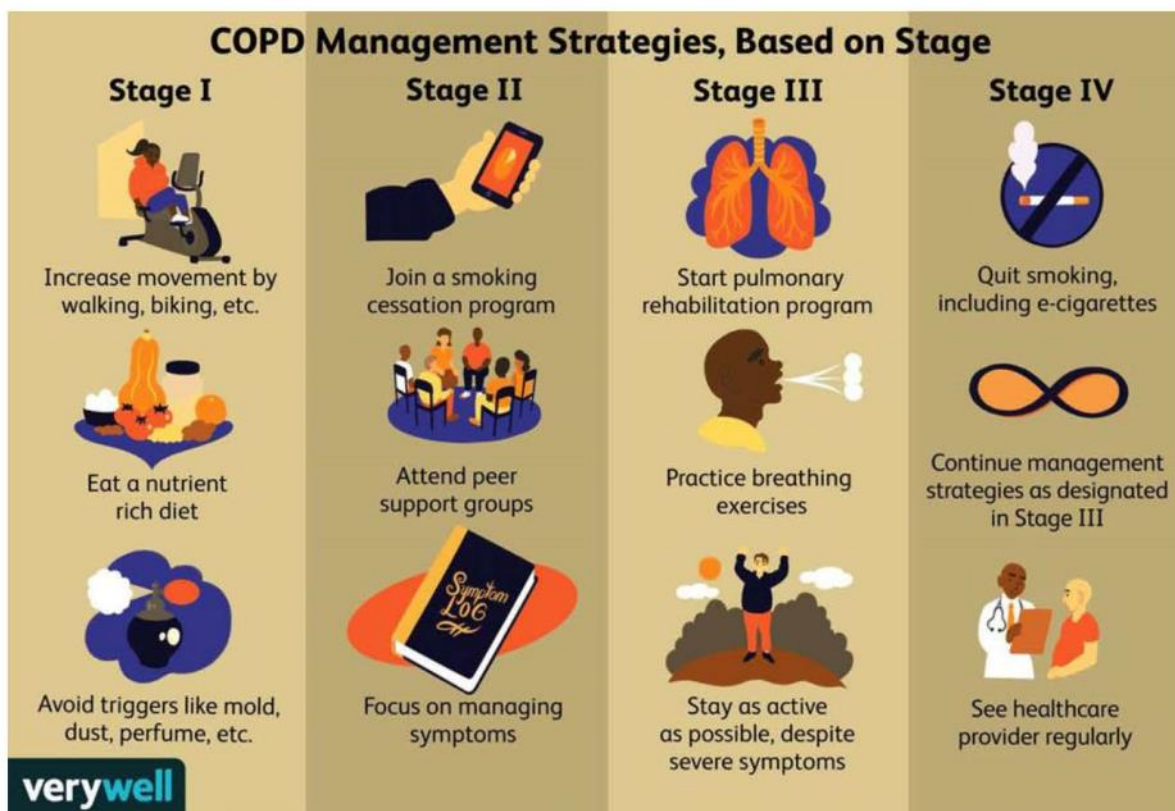 COPD Management Strategies, Based on Stage
Stage I
Increase movement by
walking, biking, etc.
Eat a nutrient
rich diet
Avoid triggers like mold,
dust, perfume, etc.
Stage II
Join a smoking
cessation program
Attend peer
support groups
Symptom
LOG
Focus on managing
symptoms
Stage III
Start pulmonary
rehabilitation program
Practice breathing
exercises
Stay as active
as possible, despite
severe symptoms
Stage IV
Quit smoking,
including e-cigarettes
Continue management
strategies as designated
in Stage III
See healthcare
provider regularly
verywell